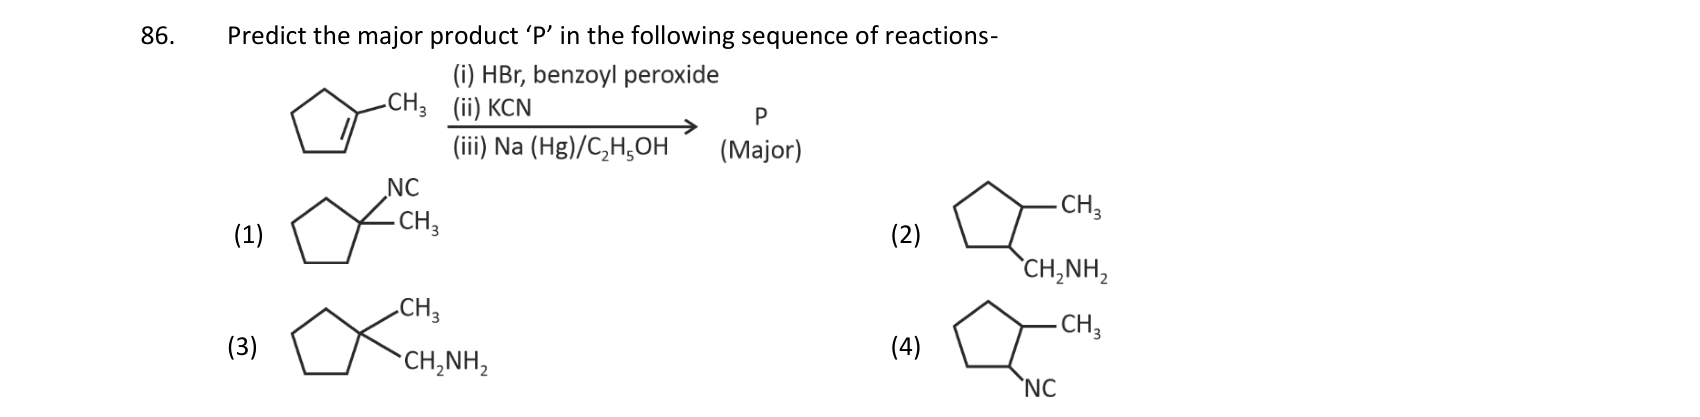 86. Predict the major product ‘P’ in the following sequence of reactions-
(i) HBr, benzoyl peroxide
CH₃ (ii) KCN
P
(iii) Na (Hg)/C₂H₅OH (Major)
(1) NC
CH₃
(2) CH₃
CH₂NH₂
(3) CH₃
CH₂NH₂
(4) CH₃
NC